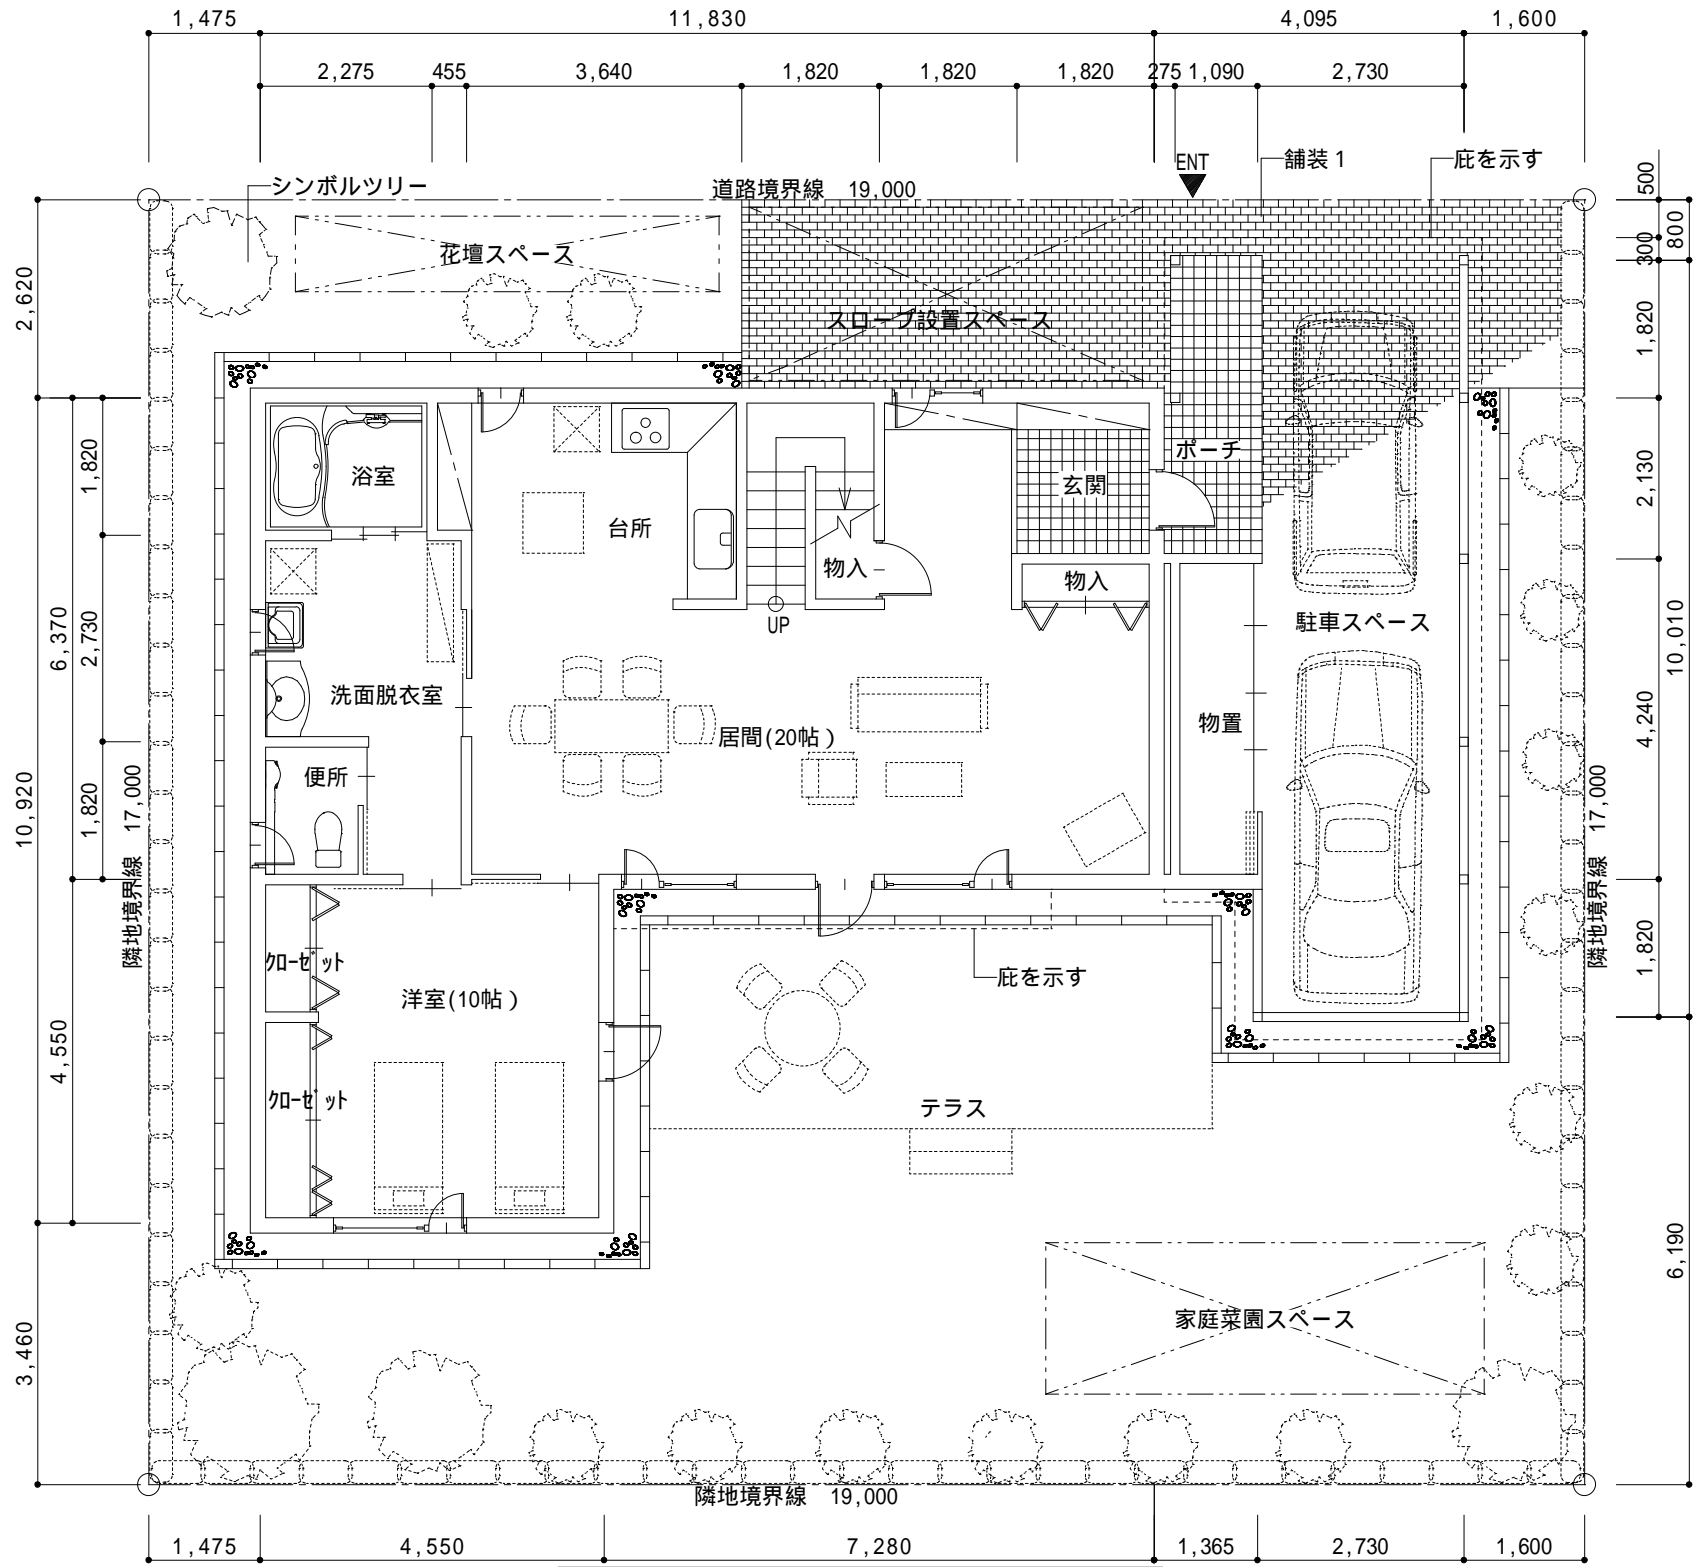 1,475
11,830
4,095
1,600
2,275
455
3,640
1,820
1,820
1,820
275
1,090
2,730
ENT
舗装1
庇を示す
シンボルツリー
道路境界線 19,000
500
800
300
花壇スペース
スロープ設置スペース
2,620
1,820
ポーチ
浴室
玄関
1,820
2,130
台所
物入
物入
UP
駐車スペース
6,370
2,730
10,010
洗面脱衣室
居間(20帖)
物置
4,240
便所
10,920
1,820
隣地境界線 17,000
隣地境界線 17,000
クローゼット
洋室(10帖)
庇を示す
1,820
4,550
クローゼット
テラス
6,190
家庭菜園スペース
3,460
隣地境界線 19,000
1,475
4,550
7,280
1,365
2,730
1,600